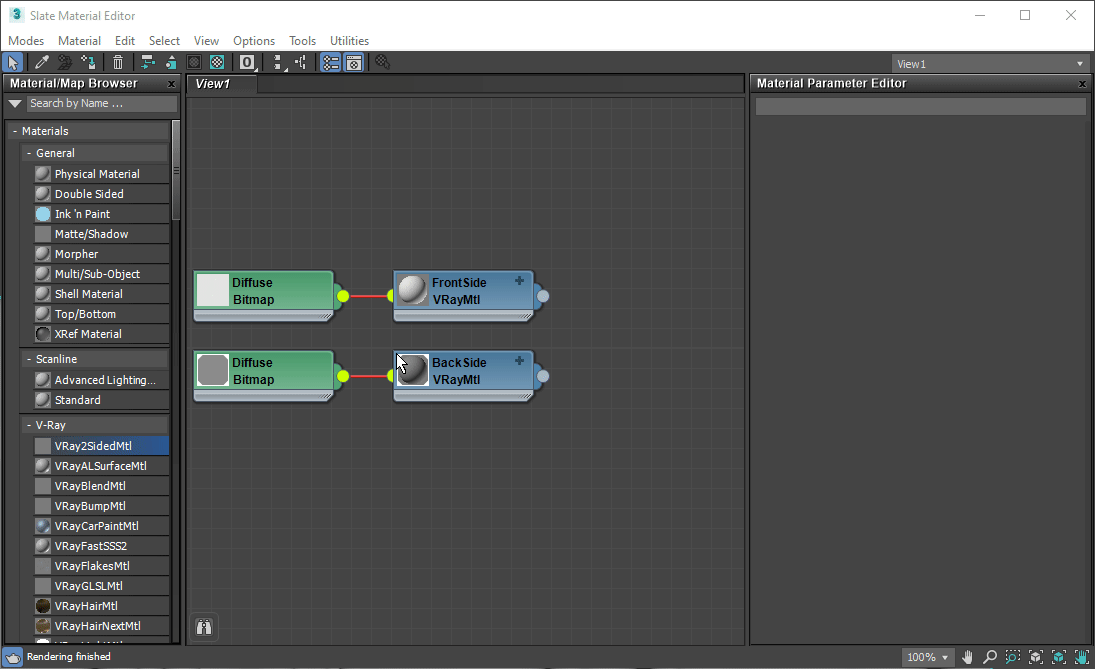 Slate Material Editor
Modes Material Edit Select View Options Tools Utilities
0
View1
Material/Map Browser x
View1
Material Parameter Editor x
Search by Name ...
- Materials
- General
Physical Material
Double Sided
Ink 'n Paint
Matte/Shadow
Morpher
Multi/Sub-Object
Shell Material
Top/Bottom
XRef Material
- Scanline
Advanced Lighting...
Standard
- V-Ray
VRay2SidedMtl
VRayALSurfaceMtl
VRayBlendMtl
VRayBumpMtl
VRayCarPaintMtl
VRayFastSSS2
VRayFlakesMtl
VRayGLSLMtl
VRayHairMtl
VRayHairNextMtl
Diffuse
Bitmap
FrontSide
VRayMtl
Diffuse
Bitmap
BackSide
VRayMtl
Rendering finished
100%